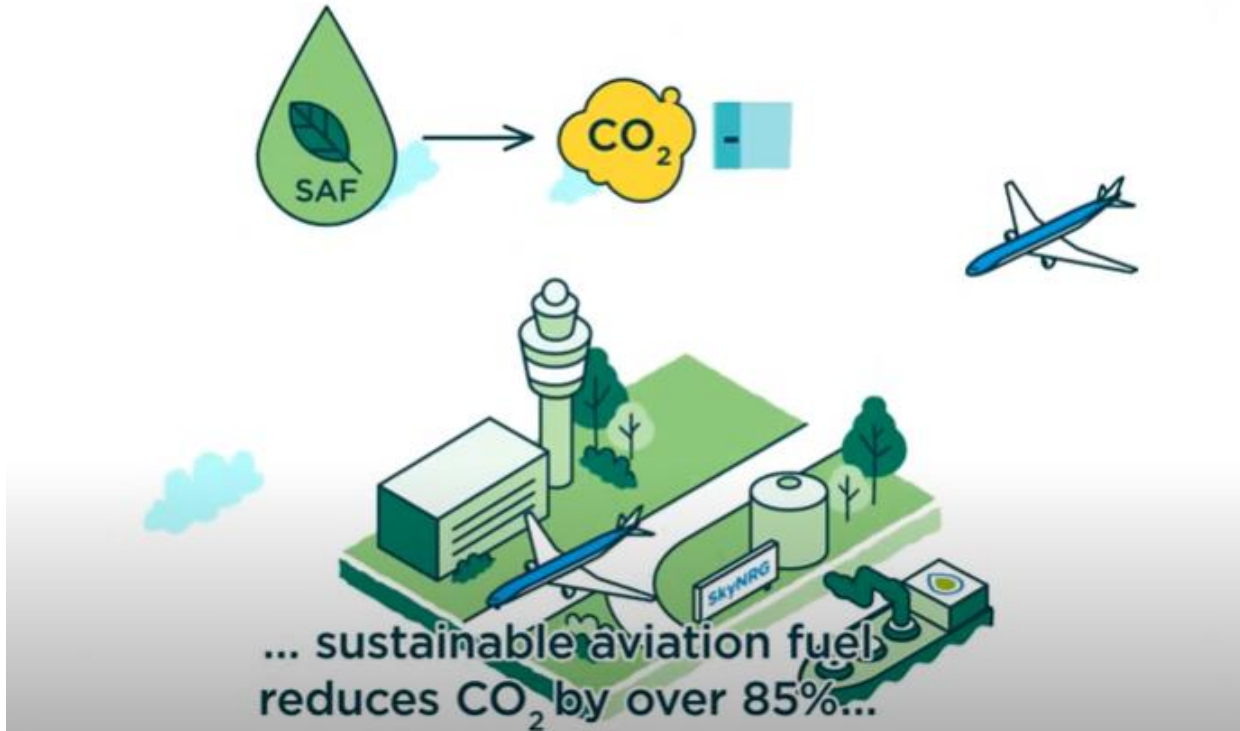 SAF
CO₂
SkyNRG
... sustainable aviation fuel
reduces CO₂ by over 85%...